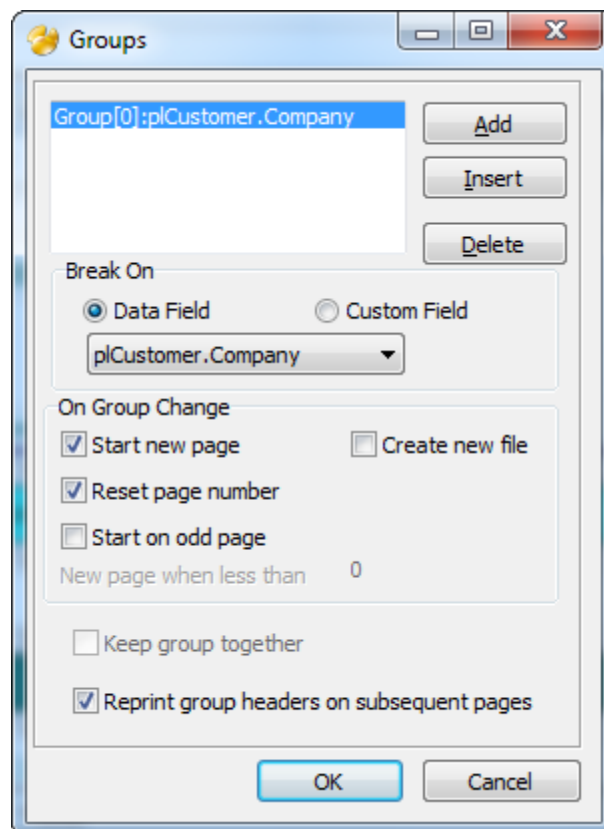 Groups
Group[0]:plCustomer.Company
Add
Insert
Delete
Break On
Data Field
Custom Field
plCustomer.Company
On Group Change
Start new page
Create new file
Reset page number
Start on odd page
New page when less than 0
Keep group together
Reprint group headers on subsequent pages
OK
Cancel